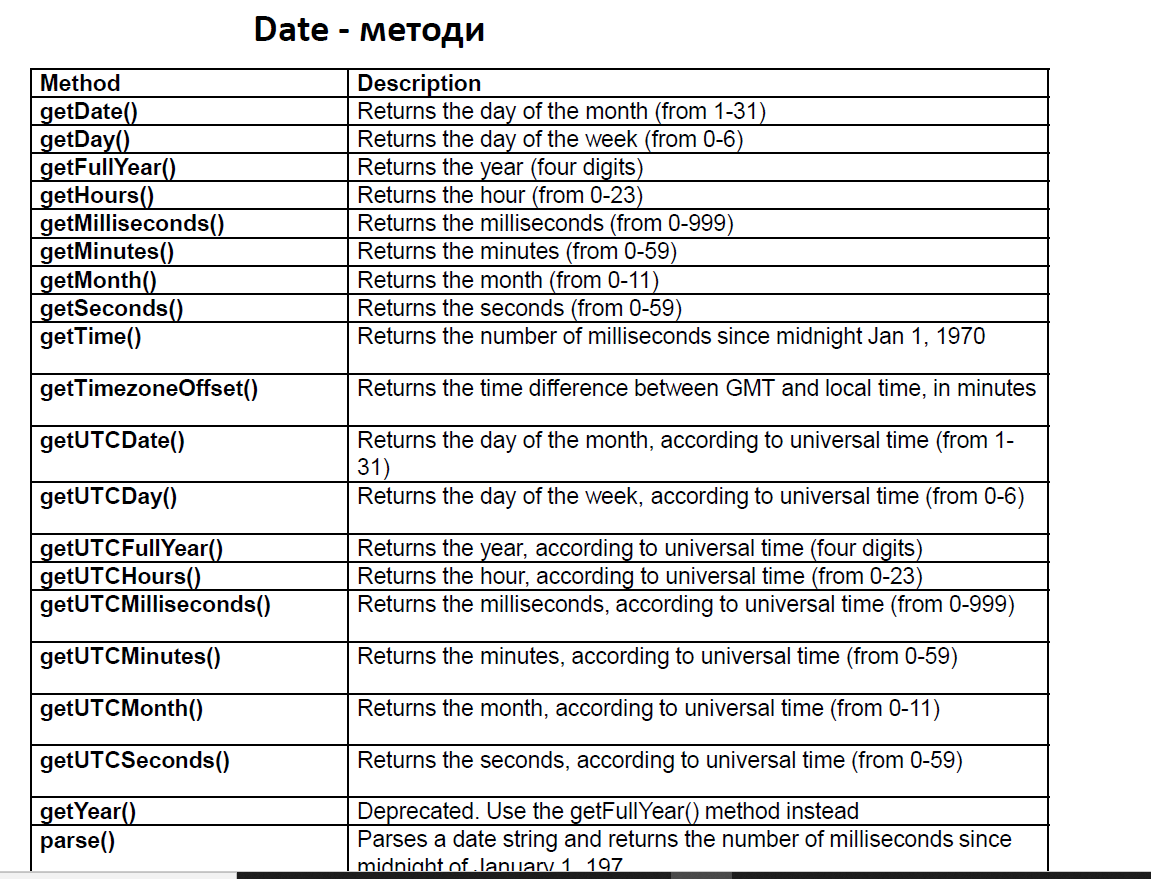 Date - методи
Method Description
getDate() Returns the day of the month (from 1-31)
getDay() Returns the day of the week (from 0-6)
getFullYear() Returns the year (four digits)
getHours() Returns the hour (from 0-23)
getMilliseconds() Returns the milliseconds (from 0-999)
getMinutes() Returns the minutes (from 0-59)
getMonth() Returns the month (from 0-11)
getSeconds() Returns the seconds (from 0-59)
getTime() Returns the number of milliseconds since midnight Jan 1, 1970
getTimezoneOffset() Returns the time difference between GMT and local time, in minutes
getUTCDate() Returns the day of the month, according to universal time (from 1-
31)
getUTCDay() Returns the day of the week, according to universal time (from 0-6)
getUTCFullYear() Returns the year, according to universal time (four digits)
getUTCHours() Returns the hour, according to universal time (from 0-23)
getUTCMilliseconds() Returns the milliseconds, according to universal time (from 0-999)
getUTCMinutes() Returns the minutes, according to universal time (from 0-59)
getUTCMonth() Returns the month, according to universal time (from 0-11)
getUTCSeconds() Returns the seconds, according to universal time (from 0-59)
getYear() Deprecated. Use the getFullYear() method instead
parse() Parses a date string and returns the number of milliseconds since
midnight of January 1, 197